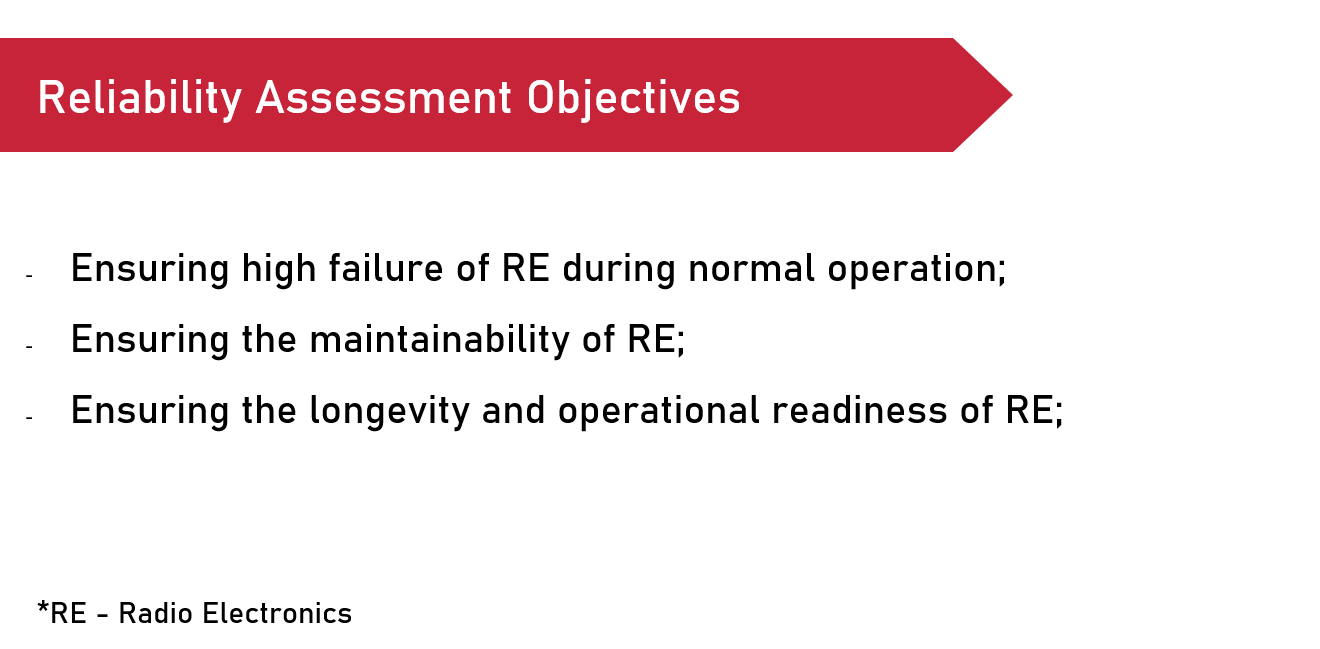 Reliability Assessment Objectives
- Ensuring high failure of RE during normal operation;
- Ensuring the maintainability of RE;
- Ensuring the longevity and operational readiness of RE;
*RE - Radio Electronics